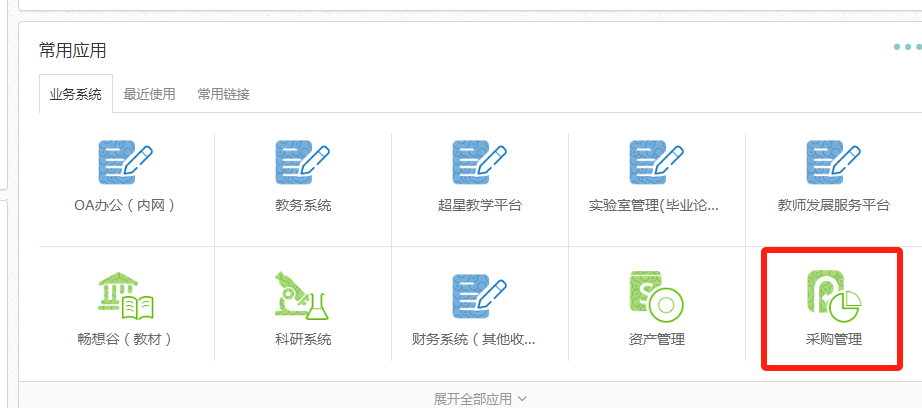 常用应用
业务系统 最近使用 常用链接
OA办公（内网） 教务系统 超星教学平台 实验室管理(毕业论... 教师发展服务平台
畅想谷（教材） 科研系统 财务系统（其他收... 资产管理 采购管理
展开全部应用